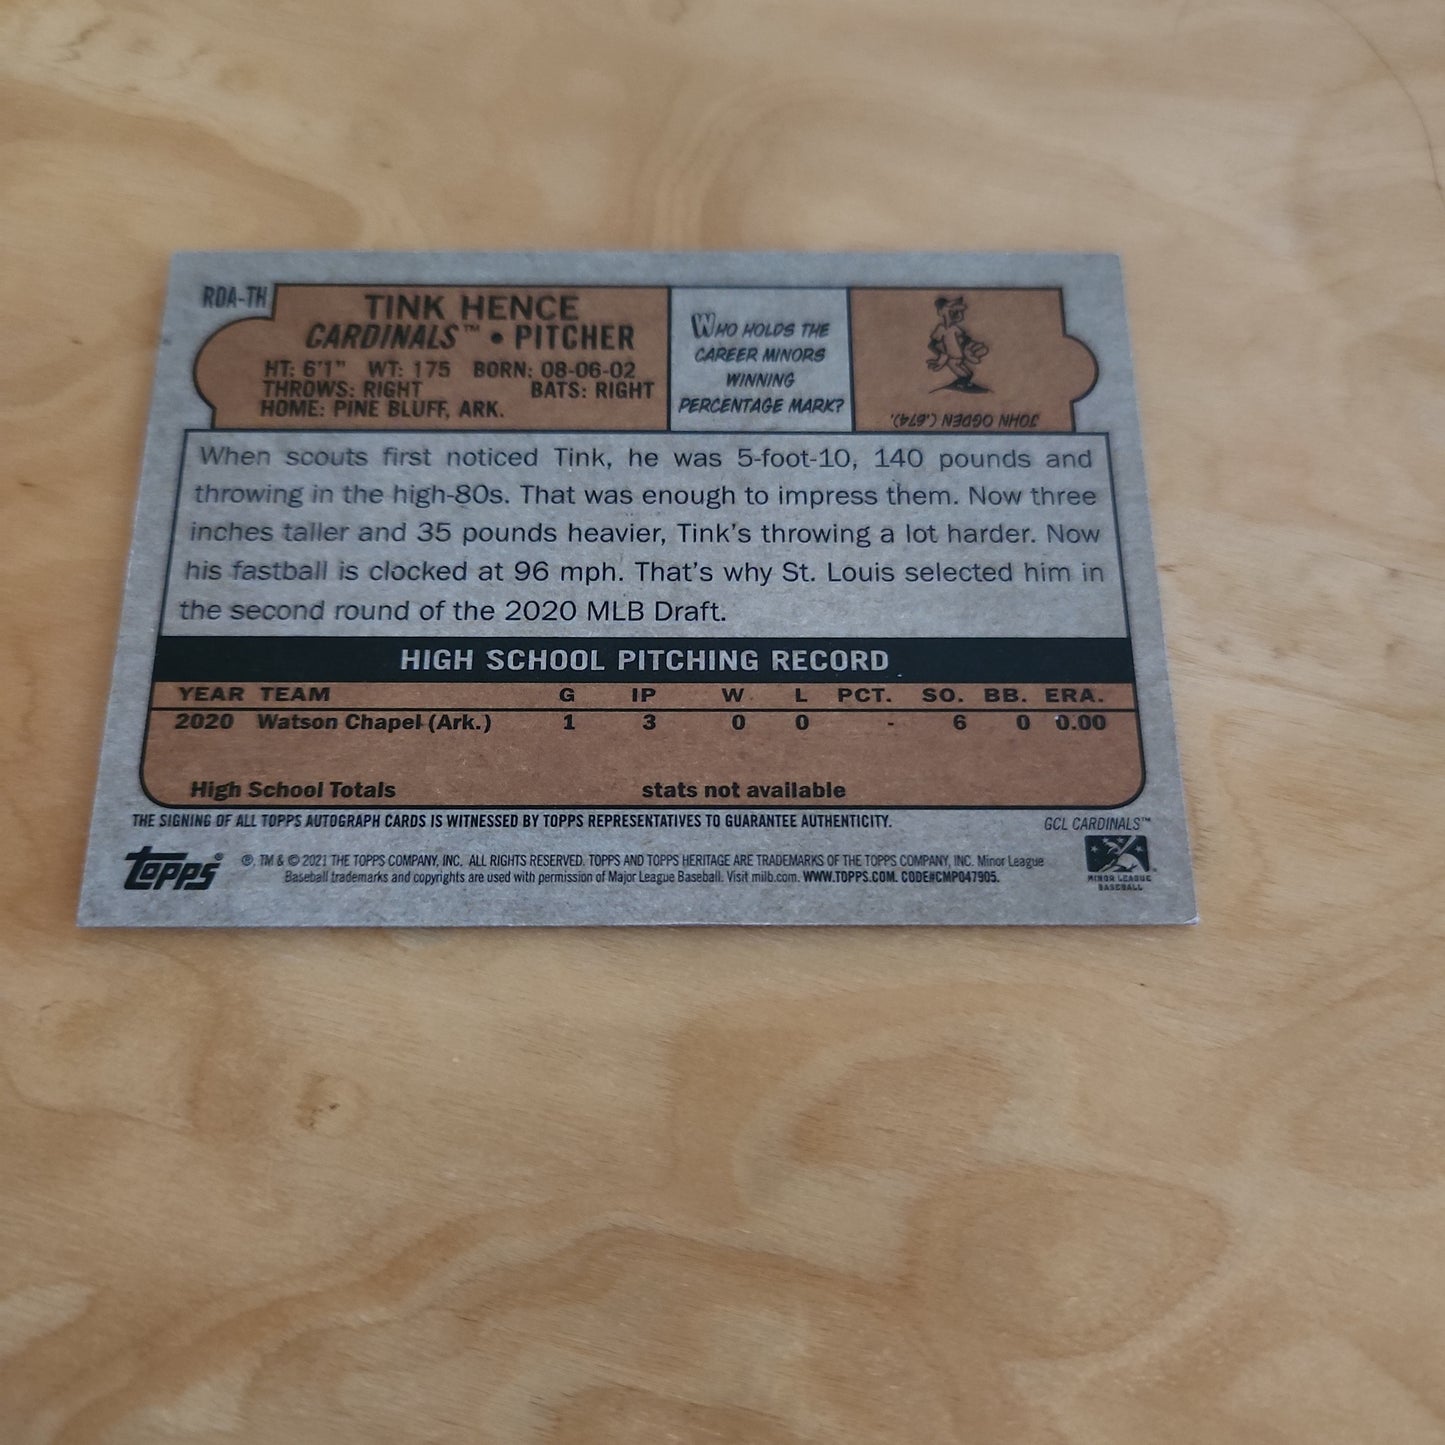 RDA-TH
TINK HENCE
CARDINALS™ • PITCHER
HT: 6'1" WT: 175 BORN: 08-06-02
THROWS: RIGHT BATS: RIGHT
HOME: PINE BLUFF, ARK.
WHO HOLDS THE
CAREER MINORS
WINNING
PERCENTAGE MARK?
JOHN OGDEN (.674).
When scouts first noticed Tink, he was 5-foot-10, 140 pounds and
throwing in the high-80s. That was enough to impress them. Now three
inches taller and 35 pounds heavier, Tink's throwing a lot harder. Now
his fastball is clocked at 96 mph. That's why St. Louis selected him in
the second round of the 2020 MLB Draft.
HIGH SCHOOL PITCHING RECORD
YEAR TEAM G IP W L PCT. SO. BB. ERA.
2020 Watson Chapel (Ark.) 1 3 0 0 - 6 0 0.00
High School Totals stats not available
THE SIGNING OF ALL TOPPS AUTOGRAPH CARDS IS WITNESSED BY TOPPS REPRESENTATIVES TO GUARANTEE AUTHENTICITY.
GCL CARDINALS™
topps®
®, TM & © 2021 THE TOPPS COMPANY, INC. ALL RIGHTS RESERVED. TOPPS AND TOPPS HERITAGE ARE TRADEMARKS OF THE TOPPS COMPANY, INC. Minor League
Baseball trademarks and copyrights are used with permission of Major League Baseball. Visit milb.com. WWW.TOPPS.COM. CODE#CMP047905.
MINOR LEAGUE
BASEBALL